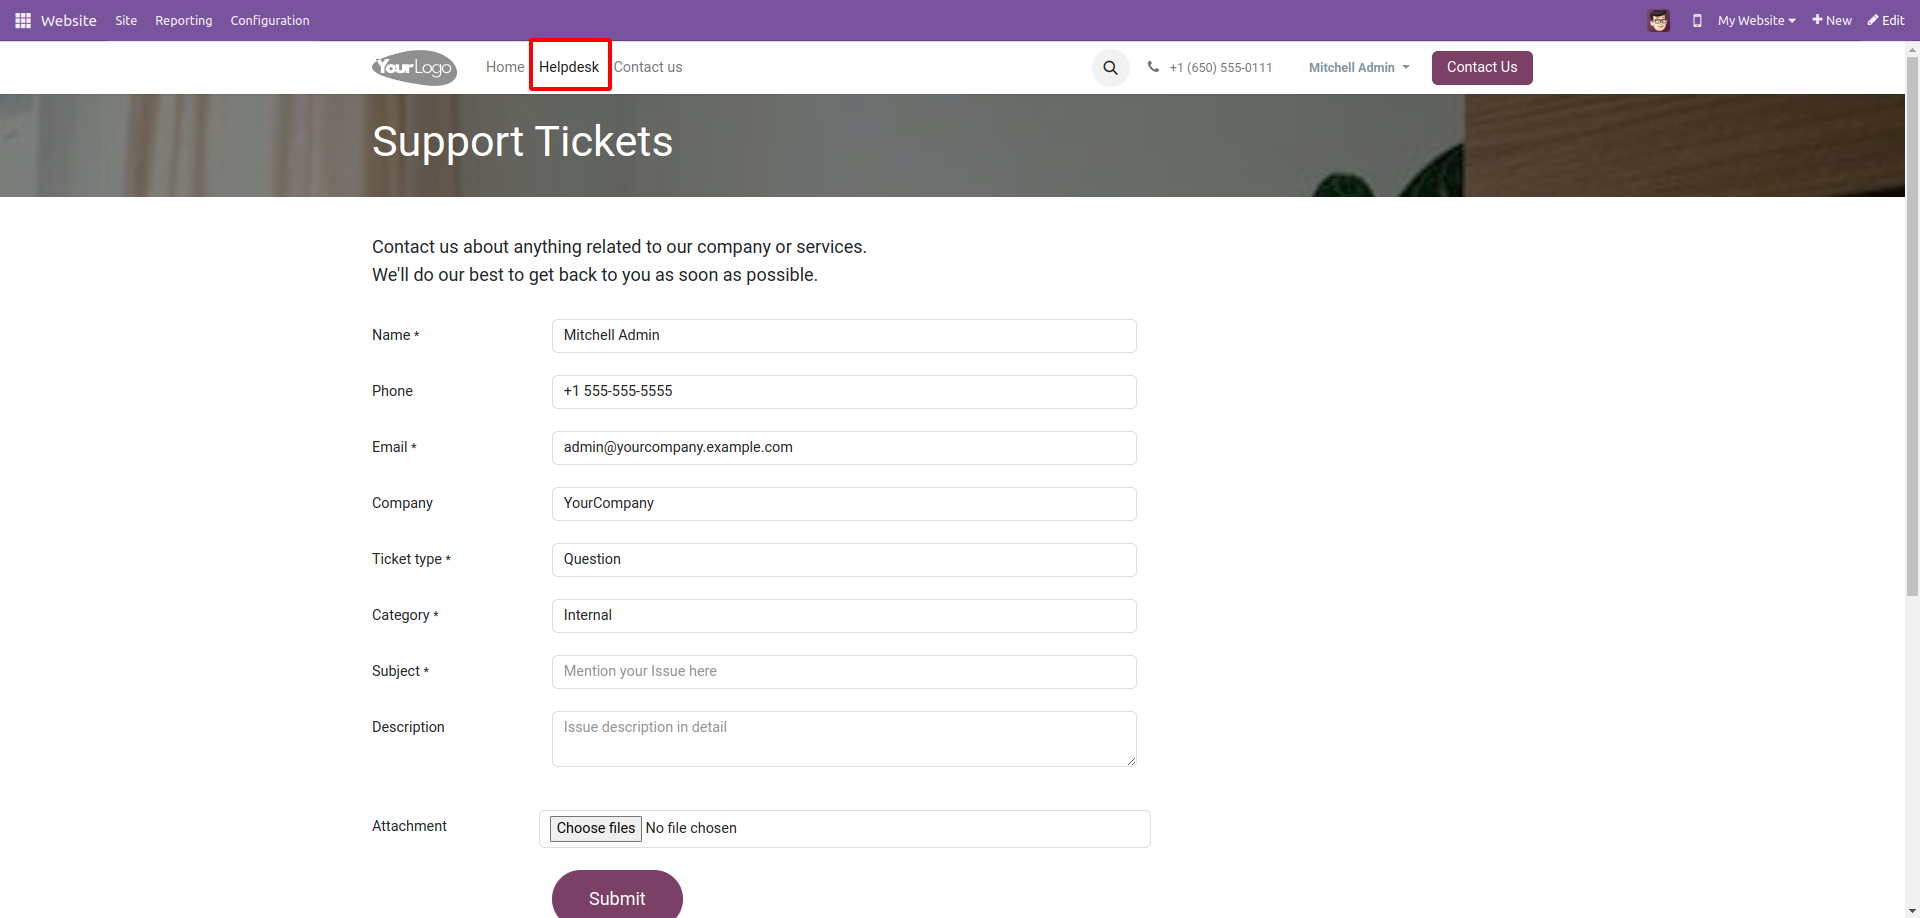 Website Site Reporting Configuration My Website New Edit
YourLogo Home Helpdesk Contact us +1 (650) 555-0111 Mitchell Admin Contact Us
Support Tickets
Contact us about anything related to our company or services.
We'll do our best to get back to you as soon as possible.
Name * Mitchell Admin
Phone +1 555-555-5555
Email * admin@yourcompany.example.com
Company YourCompany
Ticket type * Question
Category * Internal
Subject * Mention your Issue here
Description Issue description in detail
Attachment Choose files No file chosen
Submit